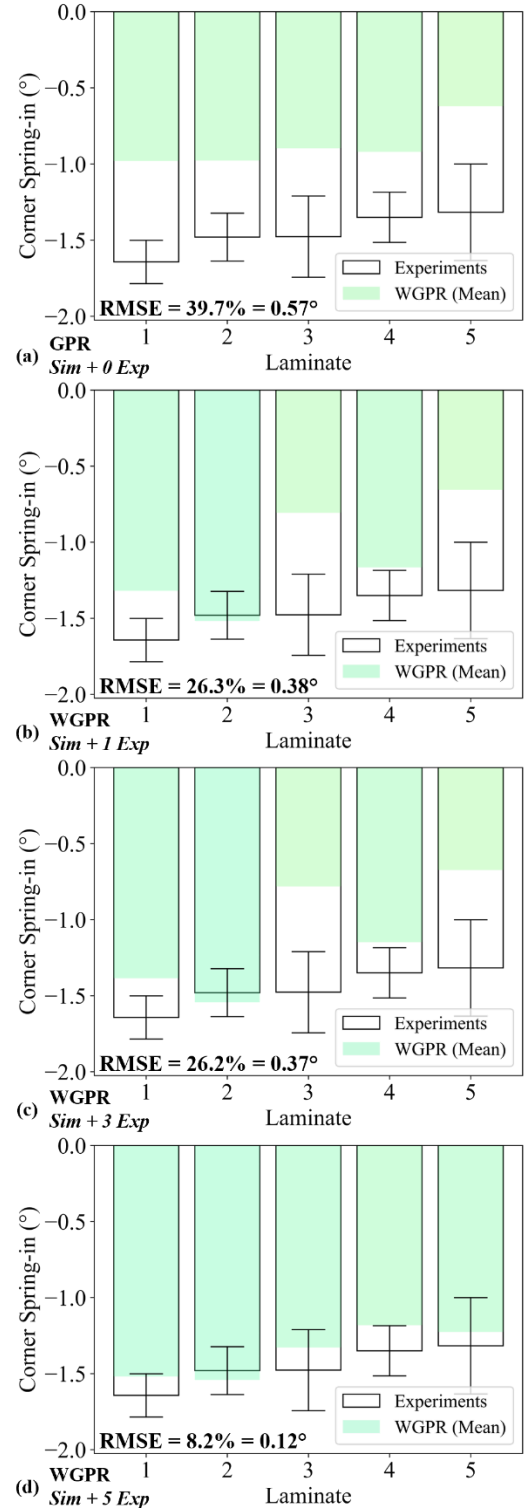 0.0
−0.5
−1.0
−1.5
−2.0
Corner Spring-in (°)
Experiments
WGPR (Mean)
RMSE = 39.7% = 0.57°
1 2 3 4 5
(a) GPR
Sim + 0 Exp
Laminate
0.0
−0.5
−1.0
−1.5
−2.0
Corner Spring-in (°)
Experiments
WGPR (Mean)
RMSE = 26.3% = 0.38°
1 2 3 4 5
(b) WGPR
Sim + 1 Exp
Laminate
0.0
−0.5
−1.0
−1.5
−2.0
Corner Spring-in (°)
Experiments
WGPR (Mean)
RMSE = 26.2% = 0.37°
1 2 3 4 5
(c) WGPR
Sim + 3 Exp
Laminate
0.0
−0.5
−1.0
−1.5
−2.0
Corner Spring-in (°)
Experiments
WGPR (Mean)
RMSE = 8.2% = 0.12°
1 2 3 4 5
(d) WGPR
Sim + 5 Exp
Laminate